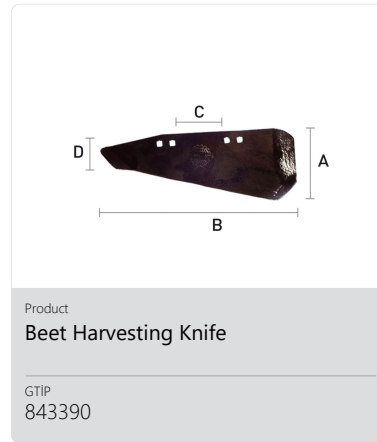 C
D
A
B
Product
Beet Harvesting Knife
GTİP
843390